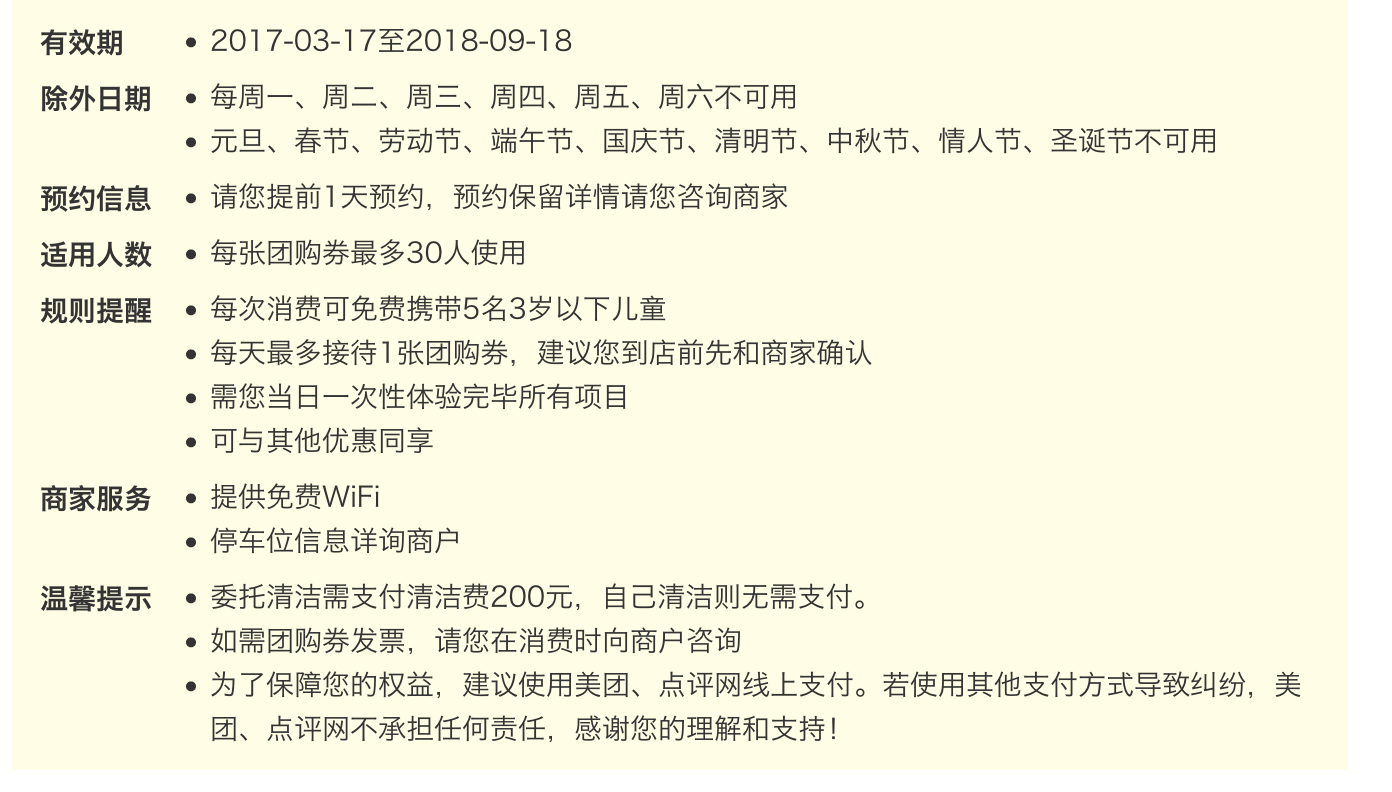 有效期 • 2017-03-17至2018-09-18
除外日期 • 每周一、周二、周三、周四、周五、周六不可用
• 元旦、春节、劳动节、端午节、国庆节、清明节、中秋节、情人节、圣诞节不可用
预约信息 • 请您提前1天预约，预约保留详情请您咨询商家
适用人数 • 每张团购券最多30人使用
规则提醒 • 每次消费可免费携带5名3岁以下儿童
• 每天最多接待1张团购券，建议您到店前先和商家确认
• 需您当日一次性体验完毕所有项目
• 可与其他优惠同享
商家服务 • 提供免费WiFi
• 停车位信息详询商户
温馨提示 • 委托清洁需支付清洁费200元，自己清洁则无需支付。
• 如需团购券发票，请您在消费时向商户咨询
• 为了保障您的权益，建议使用美团、点评网线上支付。若使用其他支付方式导致纠纷，美
团、点评网不承担任何责任，感谢您的理解和支持！